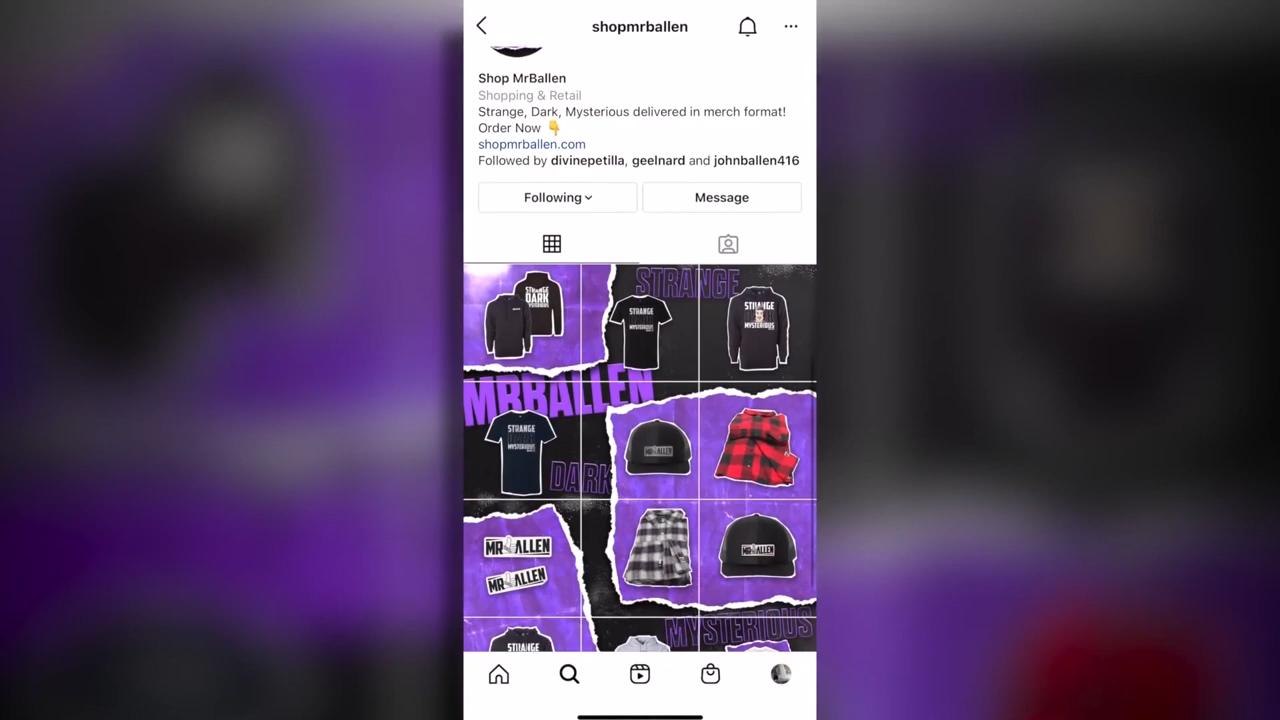 shopmrballen
Shop MrBallen
Shopping & Retail
Strange, Dark, Mysterious delivered in merch format!
Order Now 👇
shopmrballen.com
Followed by divinepetilla, geelnard and johnballen416
Following
Message
STRANGE
STRANGE
DARK
MYSTERIOUS
STRANGE
MYSTERIOUS
STRANGE
MYSTERIOUS
MRBALLEN
STRANGE
MYSTERIOUS
DARK
MRBALLEN
MRBALLEN
MRBALLEN
MRBALLEN
MYSTERIOUS
STRANGE